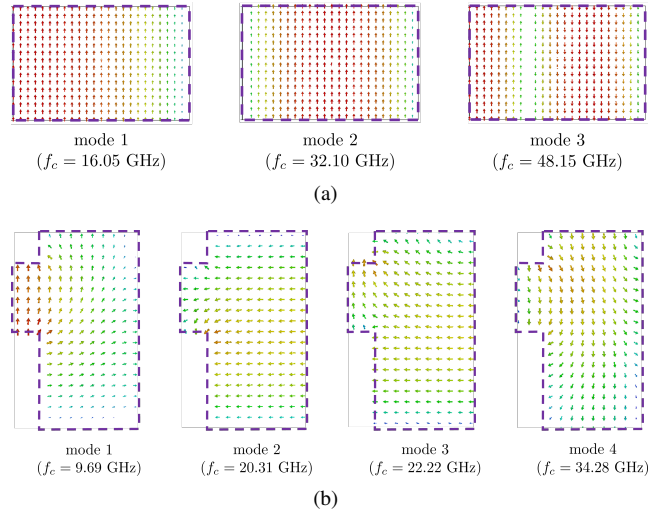 mode 1
(f_c = 16.05 GHz)
mode 2
(f_c = 32.10 GHz)
mode 3
(f_c = 48.15 GHz)
(a)
mode 1
(f_c = 9.69 GHz)
mode 2
(f_c = 20.31 GHz)
mode 3
(f_c = 22.22 GHz)
mode 4
(f_c = 34.28 GHz)
(b)